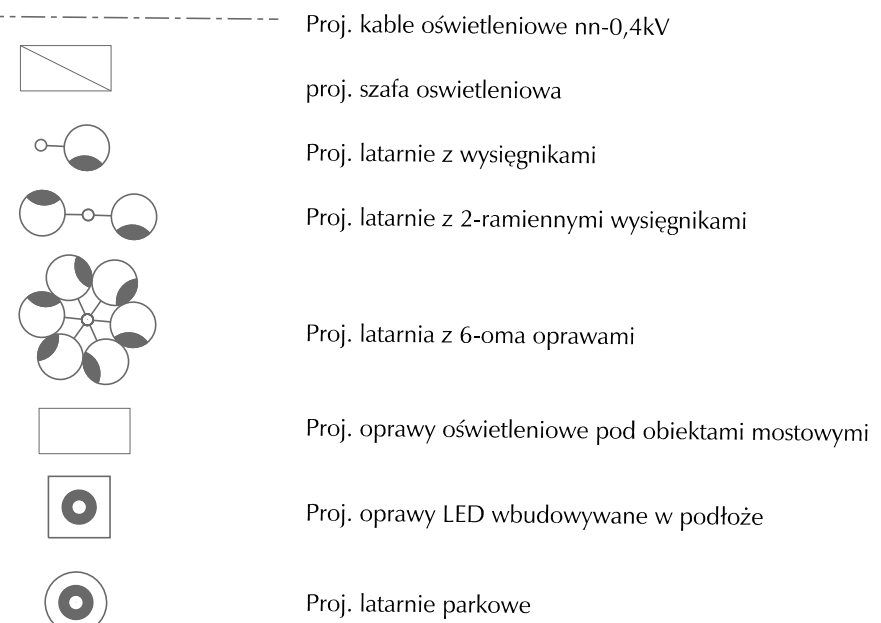 Proj. kable oświetleniowe nn-0,4kV
proj. szafa oswietleniowa
Proj. latarnie z wysięgnikami
Proj. latarnie z 2-ramiennymi wysięgnikami
Proj. latarnia z 6-oma oprawami
Proj. oprawy oświetleniowe pod obiektami mostowymi
Proj. oprawy LED wbudowywane w podłoże
Proj. latarnie parkowe